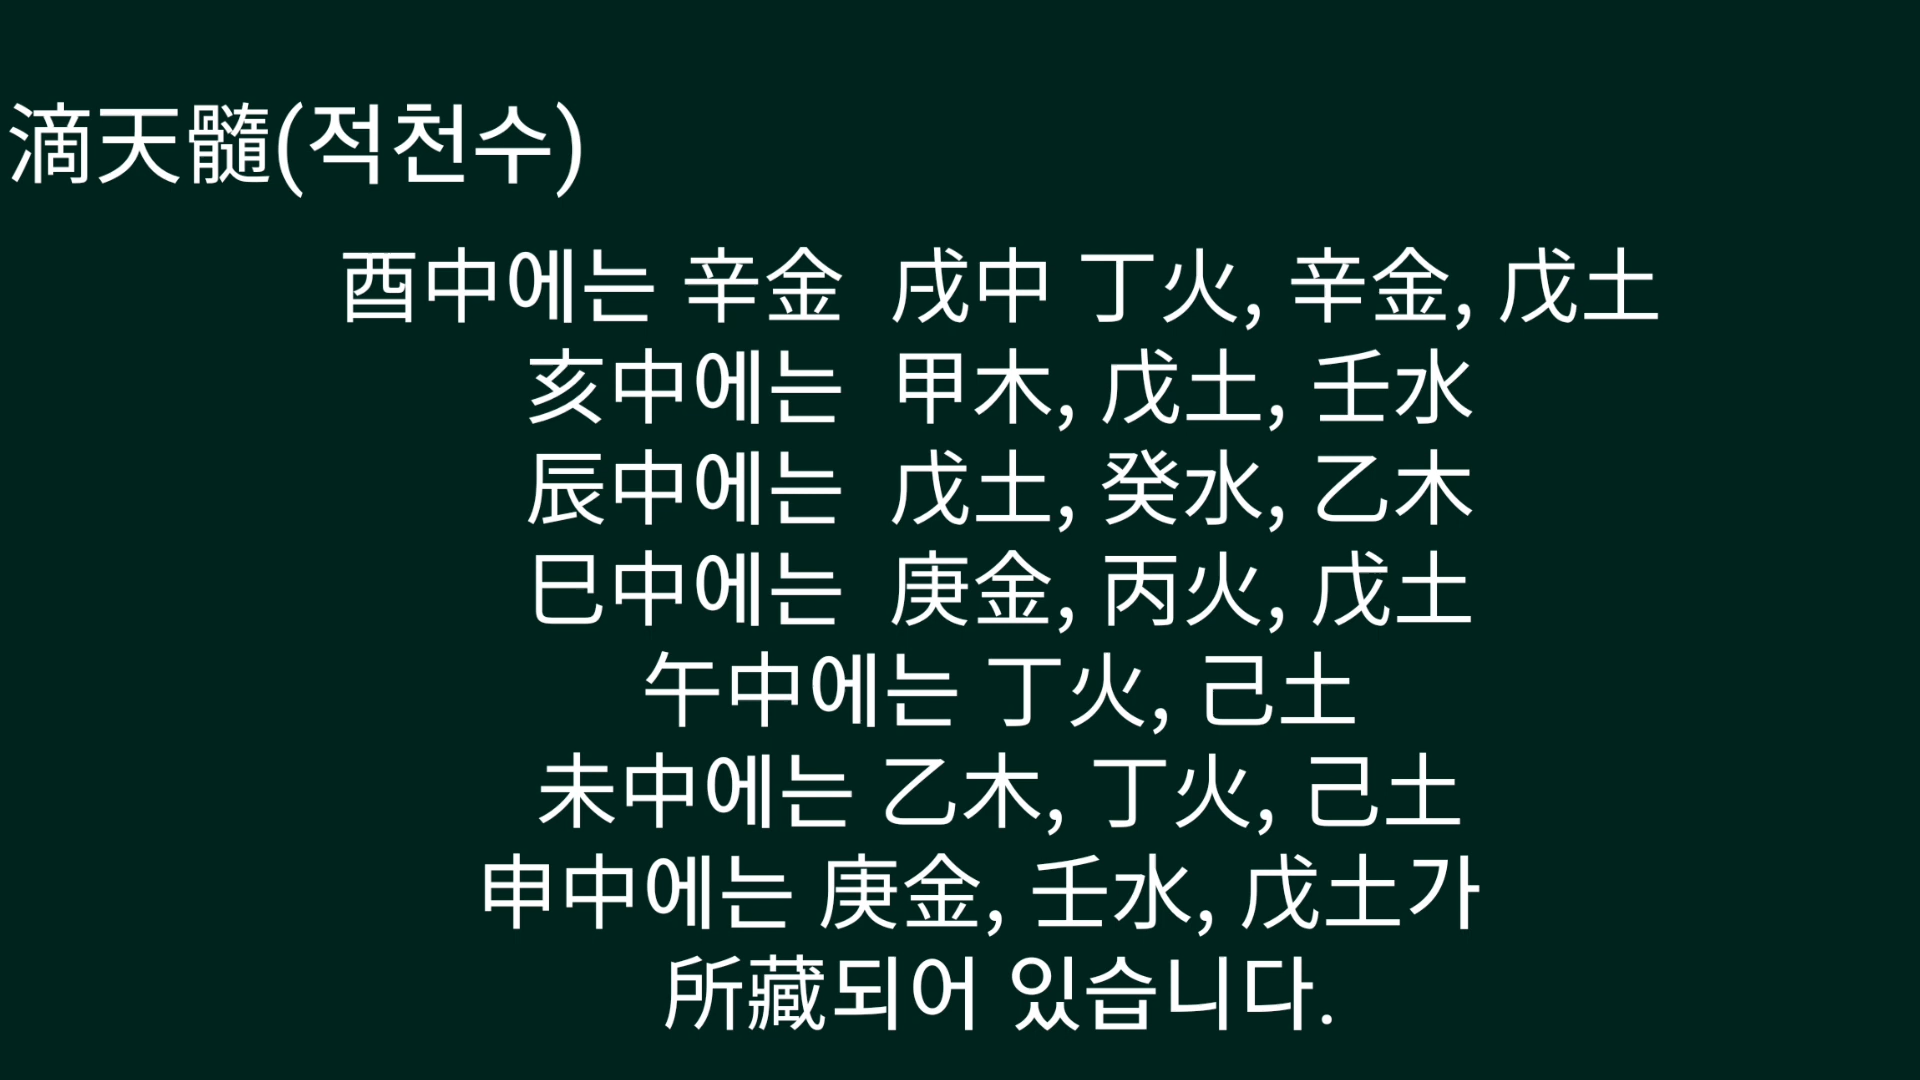 滴天髓(적천수)
酉中에는 辛金  戌中 丁火, 辛金, 戊土
亥中에는  甲木, 戊土, 壬水
辰中에는  戊土, 癸水, 乙木
巳中에는  庚金, 丙火, 戊土
午中에는 丁火, 己土
未中에는 乙木, 丁火, 己土
申中에는 庚金, 壬水, 戊土가
所藏되어 있습니다.